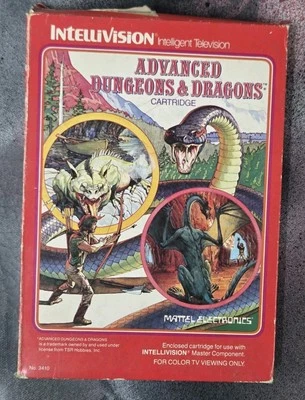 INTELLIVISION Intelligent Television
ADVANCED
DUNGEONS & DRAGONS™
CARTRIDGE
MATTEL ELECTRONICS®
*ADVANCED DUNGEONS & DRAGONS
is a trademark owned by and used under
license from TSR Hobbies, Inc.
No. 3410
Enclosed cartridge for use with
INTELLIVISION® Master Component.
FOR COLOR TV VIEWING ONLY.